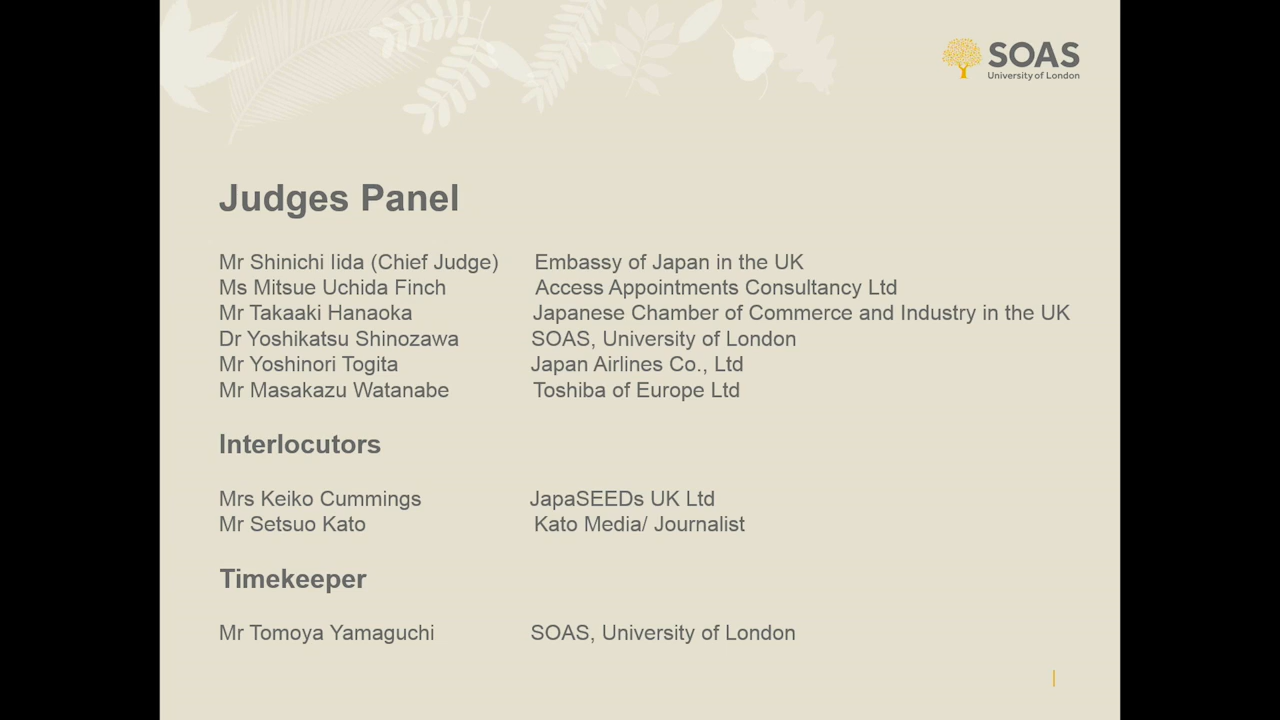 SOAS
University of London
Judges Panel
Mr Shinichi Iida (Chief Judge) Embassy of Japan in the UK
Ms Mitsue Uchida Finch Access Appointments Consultancy Ltd
Mr Takaaki Hanaoka Japanese Chamber of Commerce and Industry in the UK
Dr Yoshikatsu Shinozawa SOAS, University of London
Mr Yoshinori Togita Japan Airlines Co., Ltd
Mr Masakazu Watanabe Toshiba of Europe Ltd
Interlocutors
Mrs Keiko Cummings JapaSEEDs UK Ltd
Mr Setsuo Kato Kato Media/ Journalist
Timekeeper
Mr Tomoya Yamaguchi SOAS, University of London